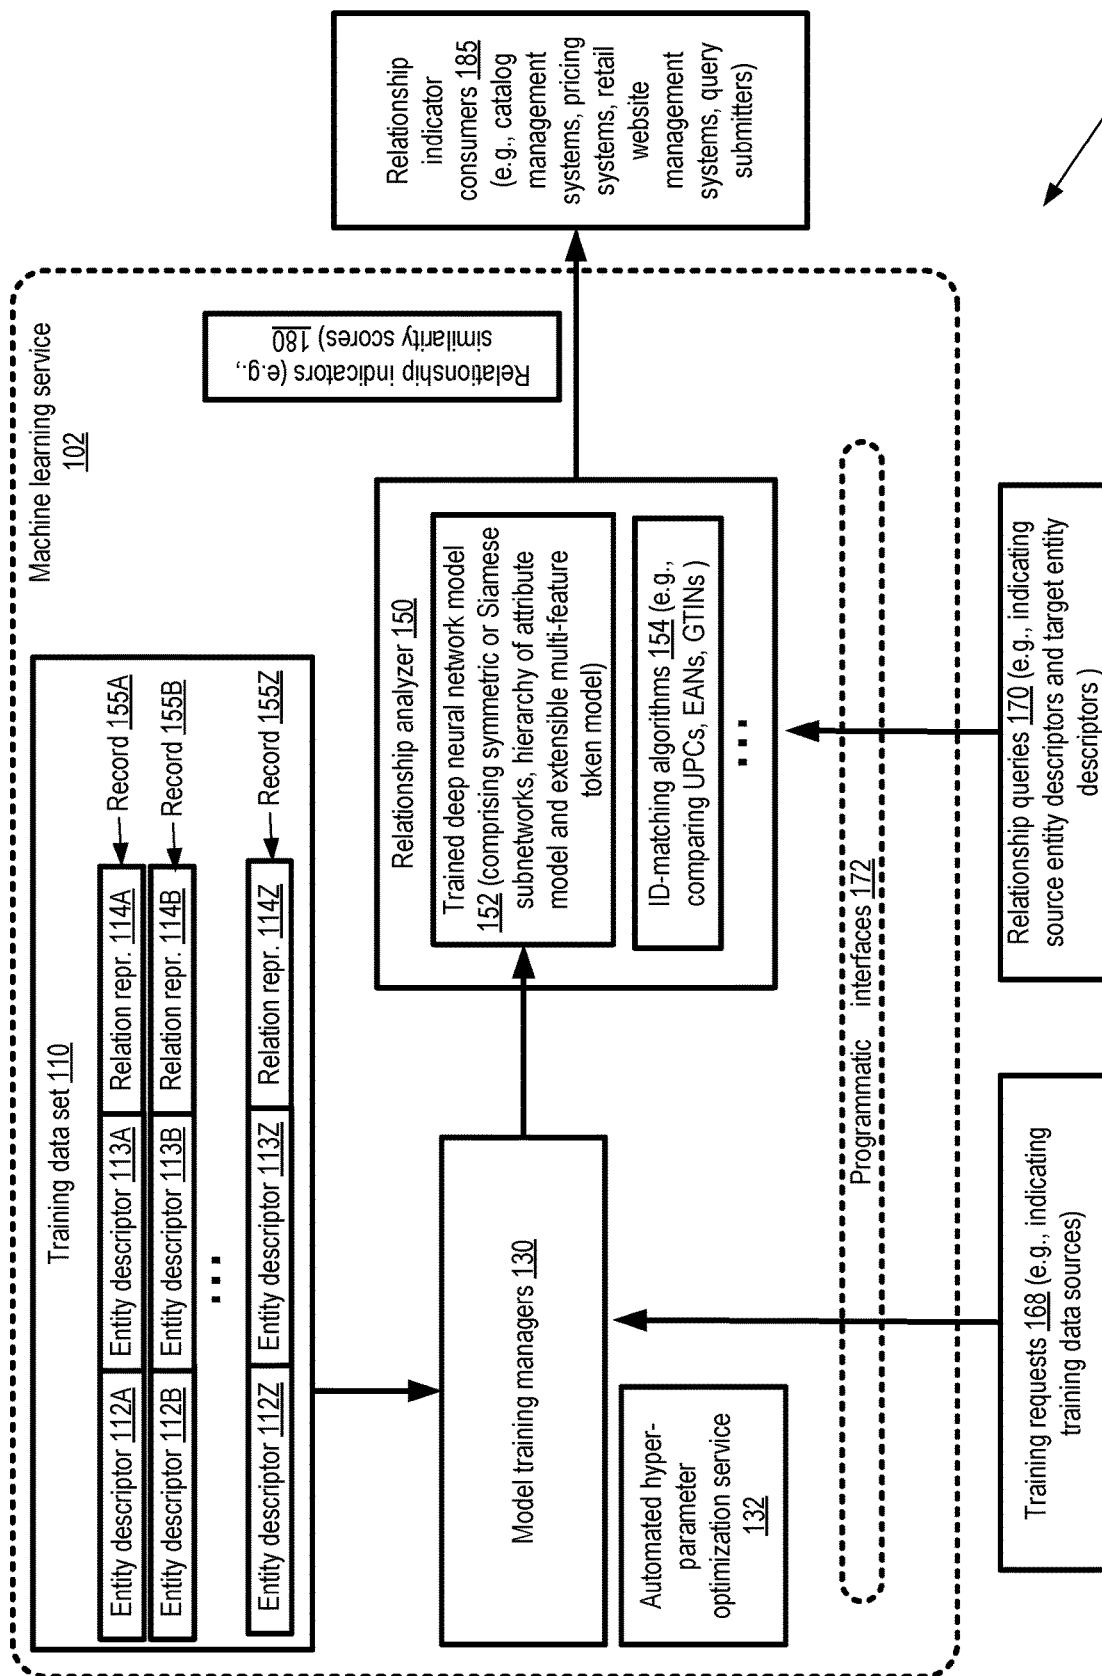 Machine learning service
102
Training data set 110
Entity descriptor 112A
Entity descriptor 113A
Relation repr. 114A
Record 155A
Entity descriptor 112B
Entity descriptor 113B
Relation repr. 114B
Record 155B
...
Entity descriptor 112Z
Entity descriptor 113Z
Relation repr. 114Z
Record 155Z
Model training managers 130
Automated hyper-
parameter
optimization service
132
Relationship analyzer 150
Trained deep neural network model
152 (comprising symmetric or Siamese
subnetworks, hierarchy of attribute
model and extensible multi-feature
token model)
ID-matching algorithms 154 (e.g.,
comparing UPCs, EANs, GTINs )
...
Relationship indicators (e.g.,
similarity scores) 180
Relationship
indicator
consumers 185
(e.g., catalog
management
systems, pricing
systems, retail
website
management
systems, query
submitters)
Programmatic interfaces 172
Training requests 168 (e.g., indicating
training data sources)
Relationship queries 170 (e.g., indicating
source entity descriptors and target entity
descriptors )